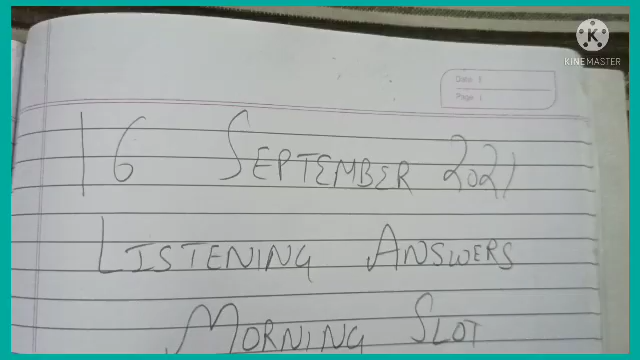 K
KINEMASTER
Date :
Page :
16 SEPTEMBER 2021
LISTENING ANSWERS
MORNING SLOT